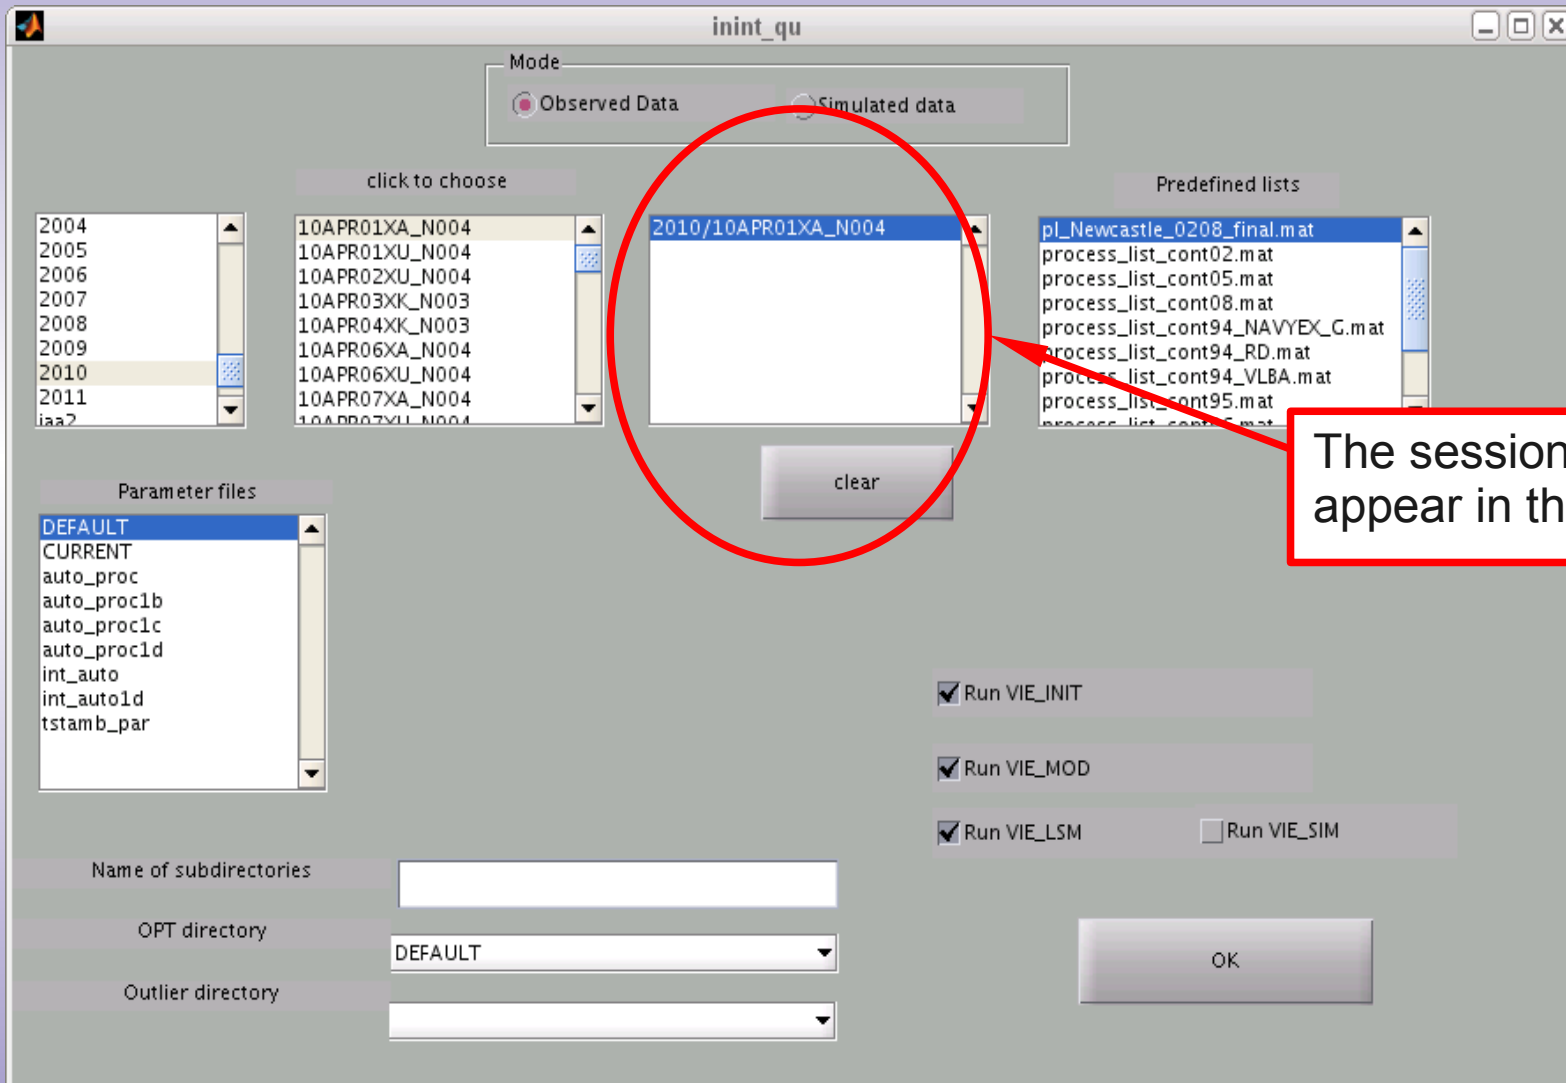 inint_qu
Mode
Observed Data
Simulated data
click to choose
Predefined lists
2004
2005
2006
2007
2008
2009
2010
2011
iaa2
10APR01XA_N004
10APR01XU_N004
10APR02XU_N004
10APR03XK_N003
10APR04XK_N003
10APR06XA_N004
10APR06XU_N004
10APR07XA_N004
10APR07XU_N004
2010/10APR01XA_N004
pl_Newcastle_0208_final.mat
process_list_cont02.mat
process_list_cont05.mat
process_list_cont08.mat
process_list_cont94_NAVYEX_G.mat
process_list_cont94_RD.mat
process_list_cont94_VLBA.mat
process_list_cont95.mat
clear
The session
appear in th
Parameter files
DEFAULT
CURRENT
auto_proc
auto_proc1b
auto_proc1c
auto_proc1d
int_auto
int_auto1d
tstamb_par
Run VIE_INIT
Run VIE_MOD
Run VIE_LSM
Run VIE_SIM
Name of subdirectories
OPT directory
DEFAULT
Outlier directory
OK